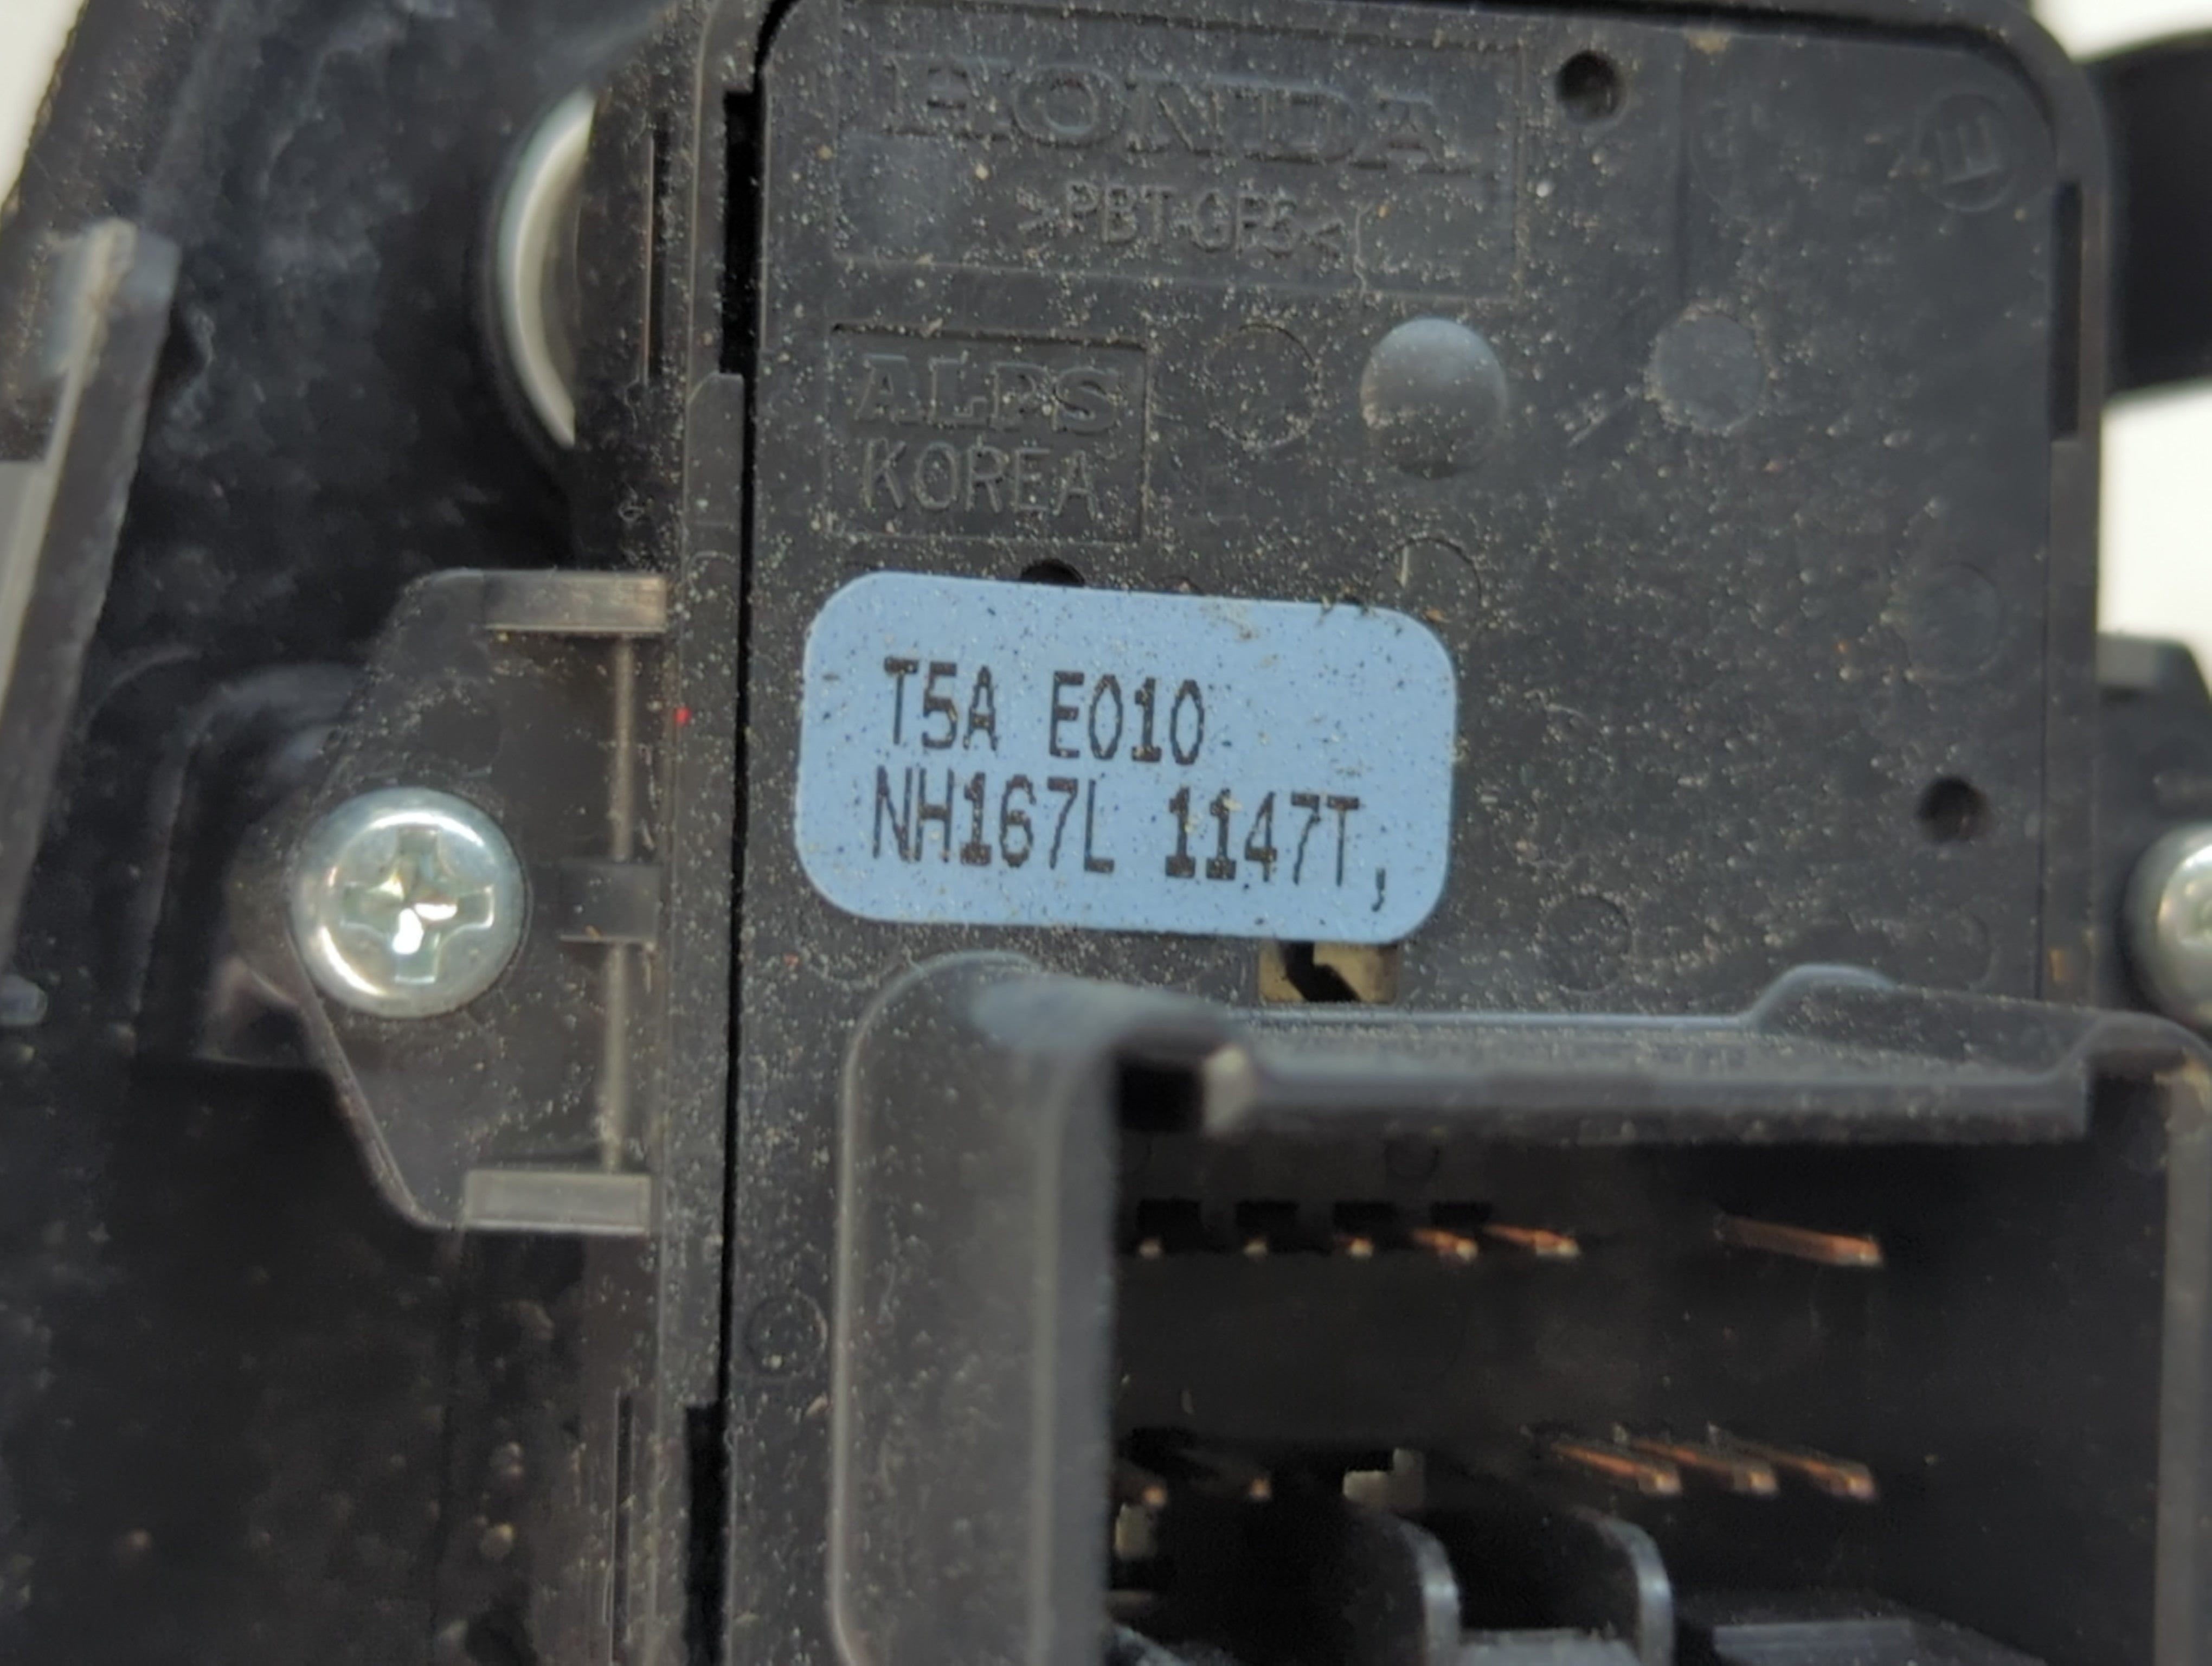 HONDA
>PBT-GF3<
ALPS
KOREA
T5A E010
NH167L 1147T,